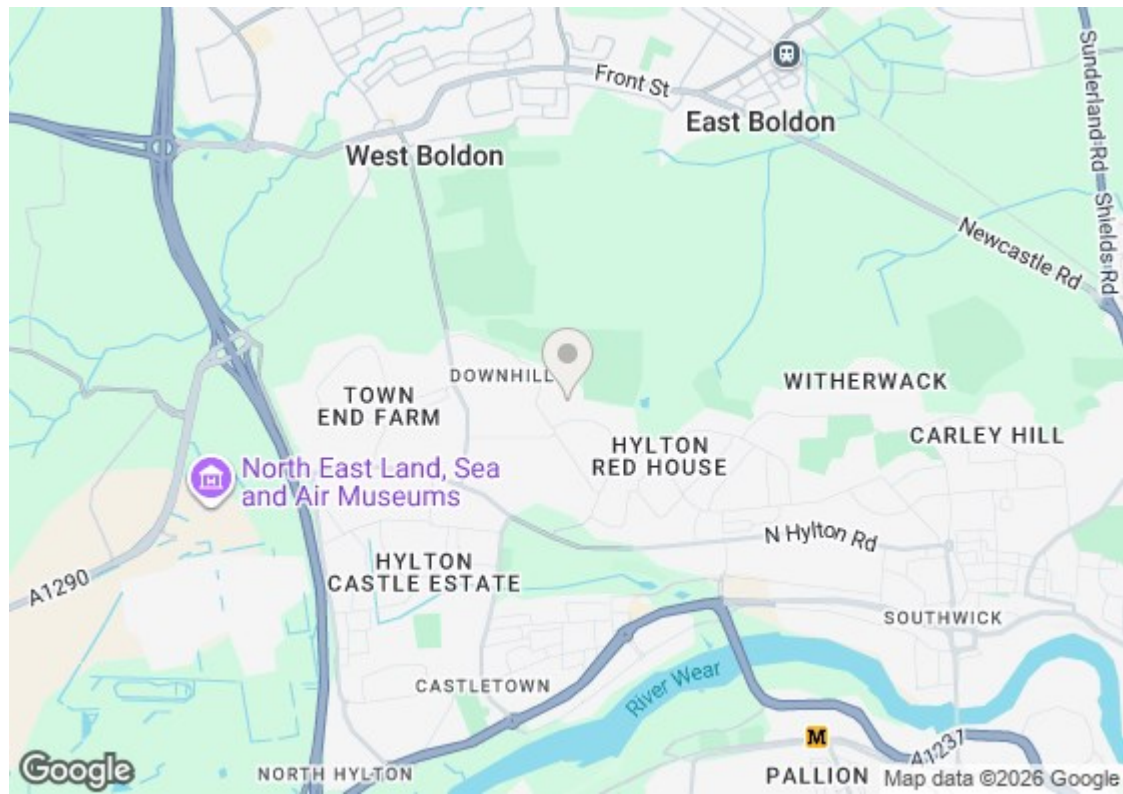 Front St
East Boldon
West Boldon
Sunderland Rd
Shields Rd
Newcastle Rd
DOWNHILL
TOWN
END FARM
WITHERWACK
CARLEY HILL
HYLTON
RED HOUSE
North East Land, Sea
and Air Museums
N Hylton Rd
HYLTON
CASTLE ESTATE
A1290
SOUTHWICK
CASTLETOWN
River Wear
M
A1231
NORTH HYLTON
PALLION
Google
Map data ©2026 Google